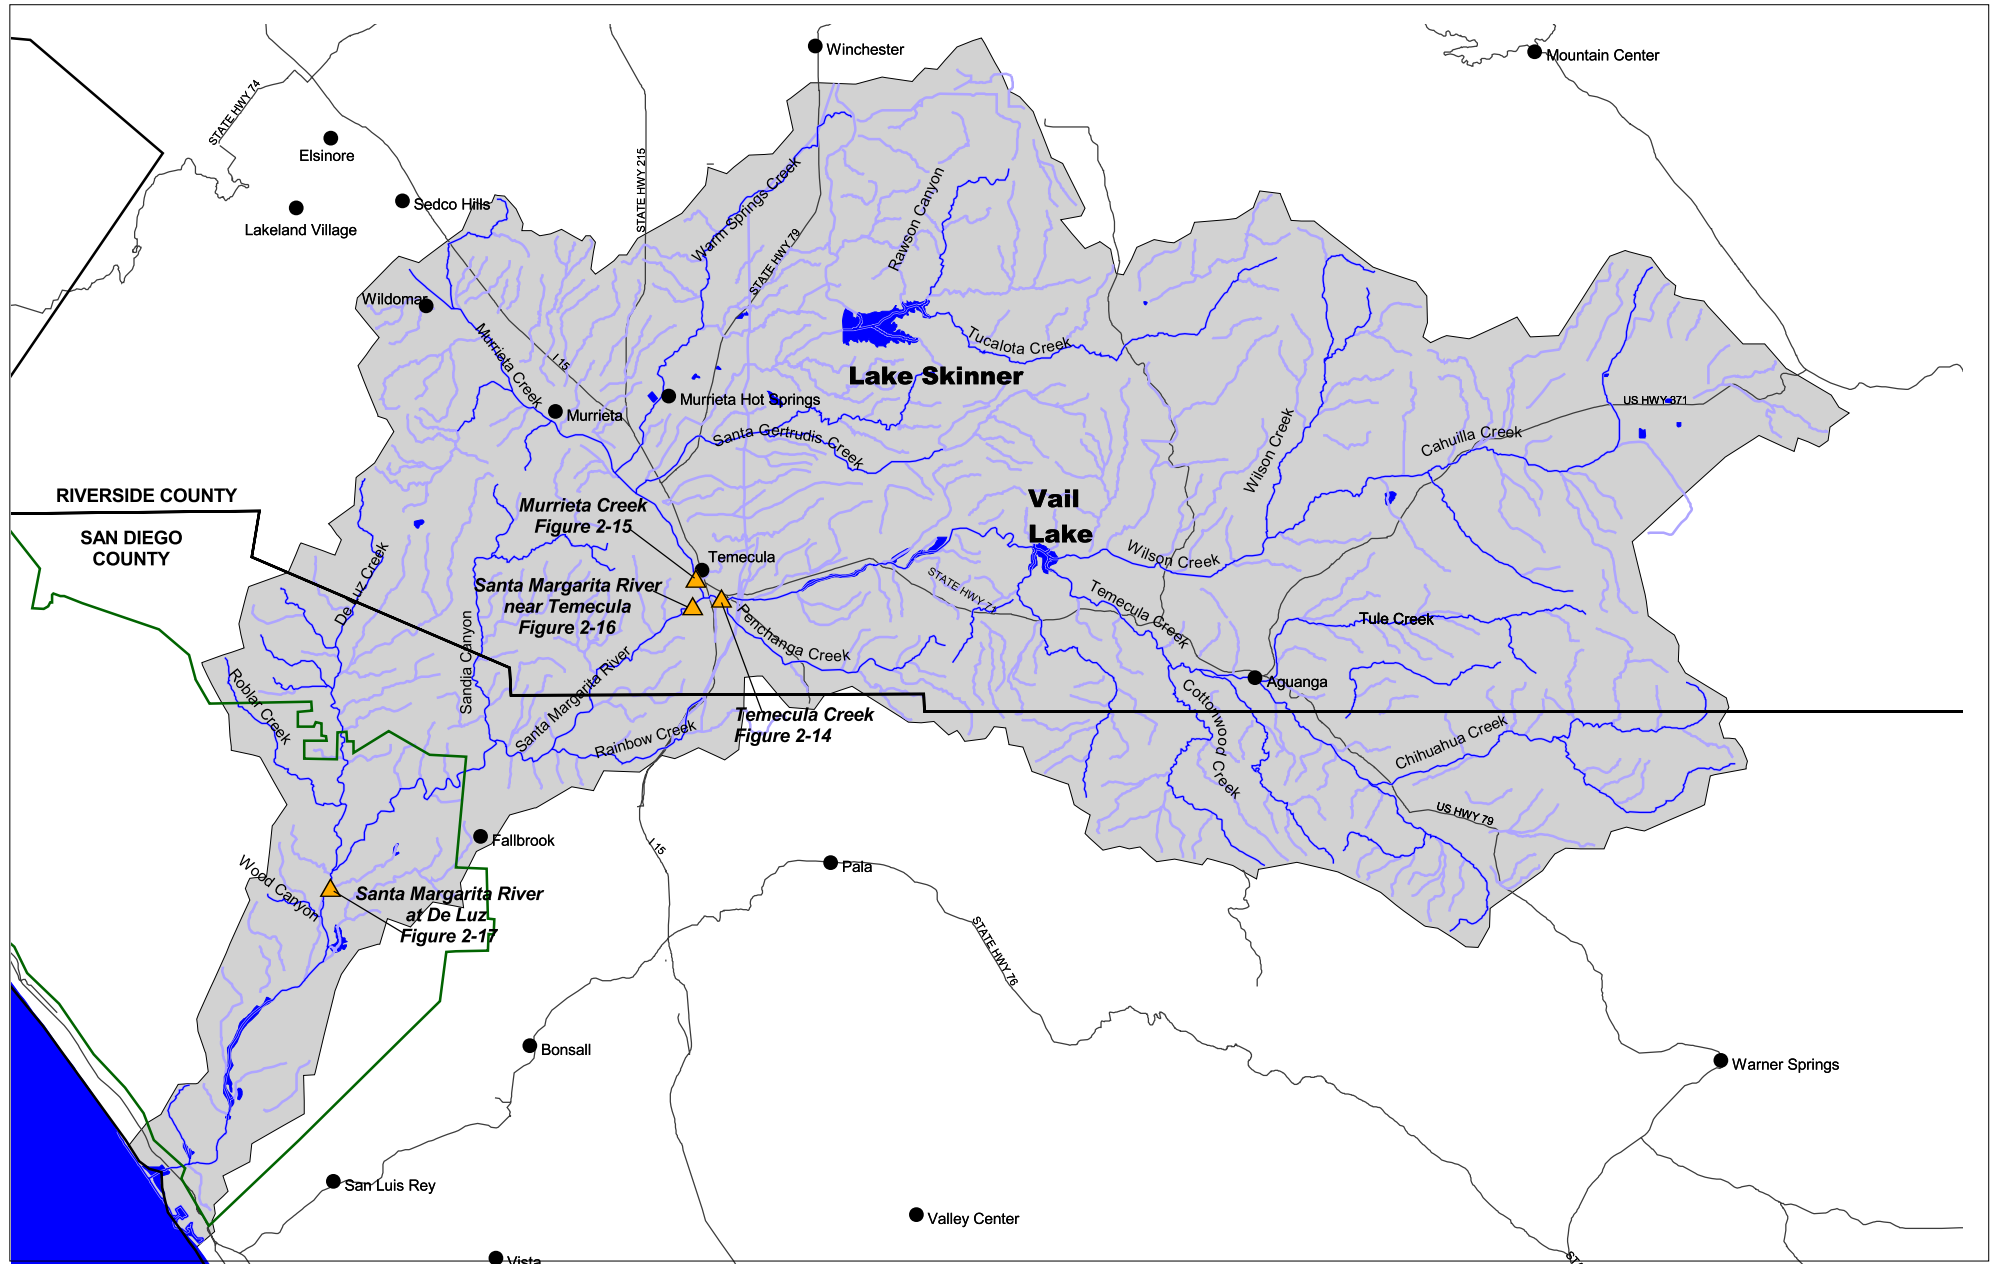 Winchester
Mountain Center
STATE HWY 74
Elsinore
STATE HWY 215
Warm Springs Creek
Rawson Canyon
Sedco Hills
Lakeland Village
STATE HWY 79
Wildomar
Murrieta Creek
I 15
Tucalota Creek
Lake Skinner
Murrieta Hot Springs
Murrieta
US HWY 371
Santa Gertrudis Creek
Wilson Creek
Cahuilla Creek
RIVERSIDE COUNTY
SAN DIEGO
COUNTY
Murrieta Creek
Figure 2-15
Vail
Lake
Temecula
Wilson Creek
De Luz Creek
Santa Margarita River
near Temecula
Figure 2-16
STATE HWY 79
Temecula Creek
Penchanga Creek
Tule Creek
Sandia Canyon
Santa Margarita River
Roblar Creek
Aguanga
Cottonwood Creek
Temecula Creek
Figure 2-14
Rainbow Creek
Chihuahua Creek
US HWY 79
Fallbrook
I 15
Pala
Wood Canyon
Santa Margarita River
at De Luz
Figure 2-17
STATE HWY 76
Bonsall
Warner Springs
San Luis Rey
Valley Center
Vista